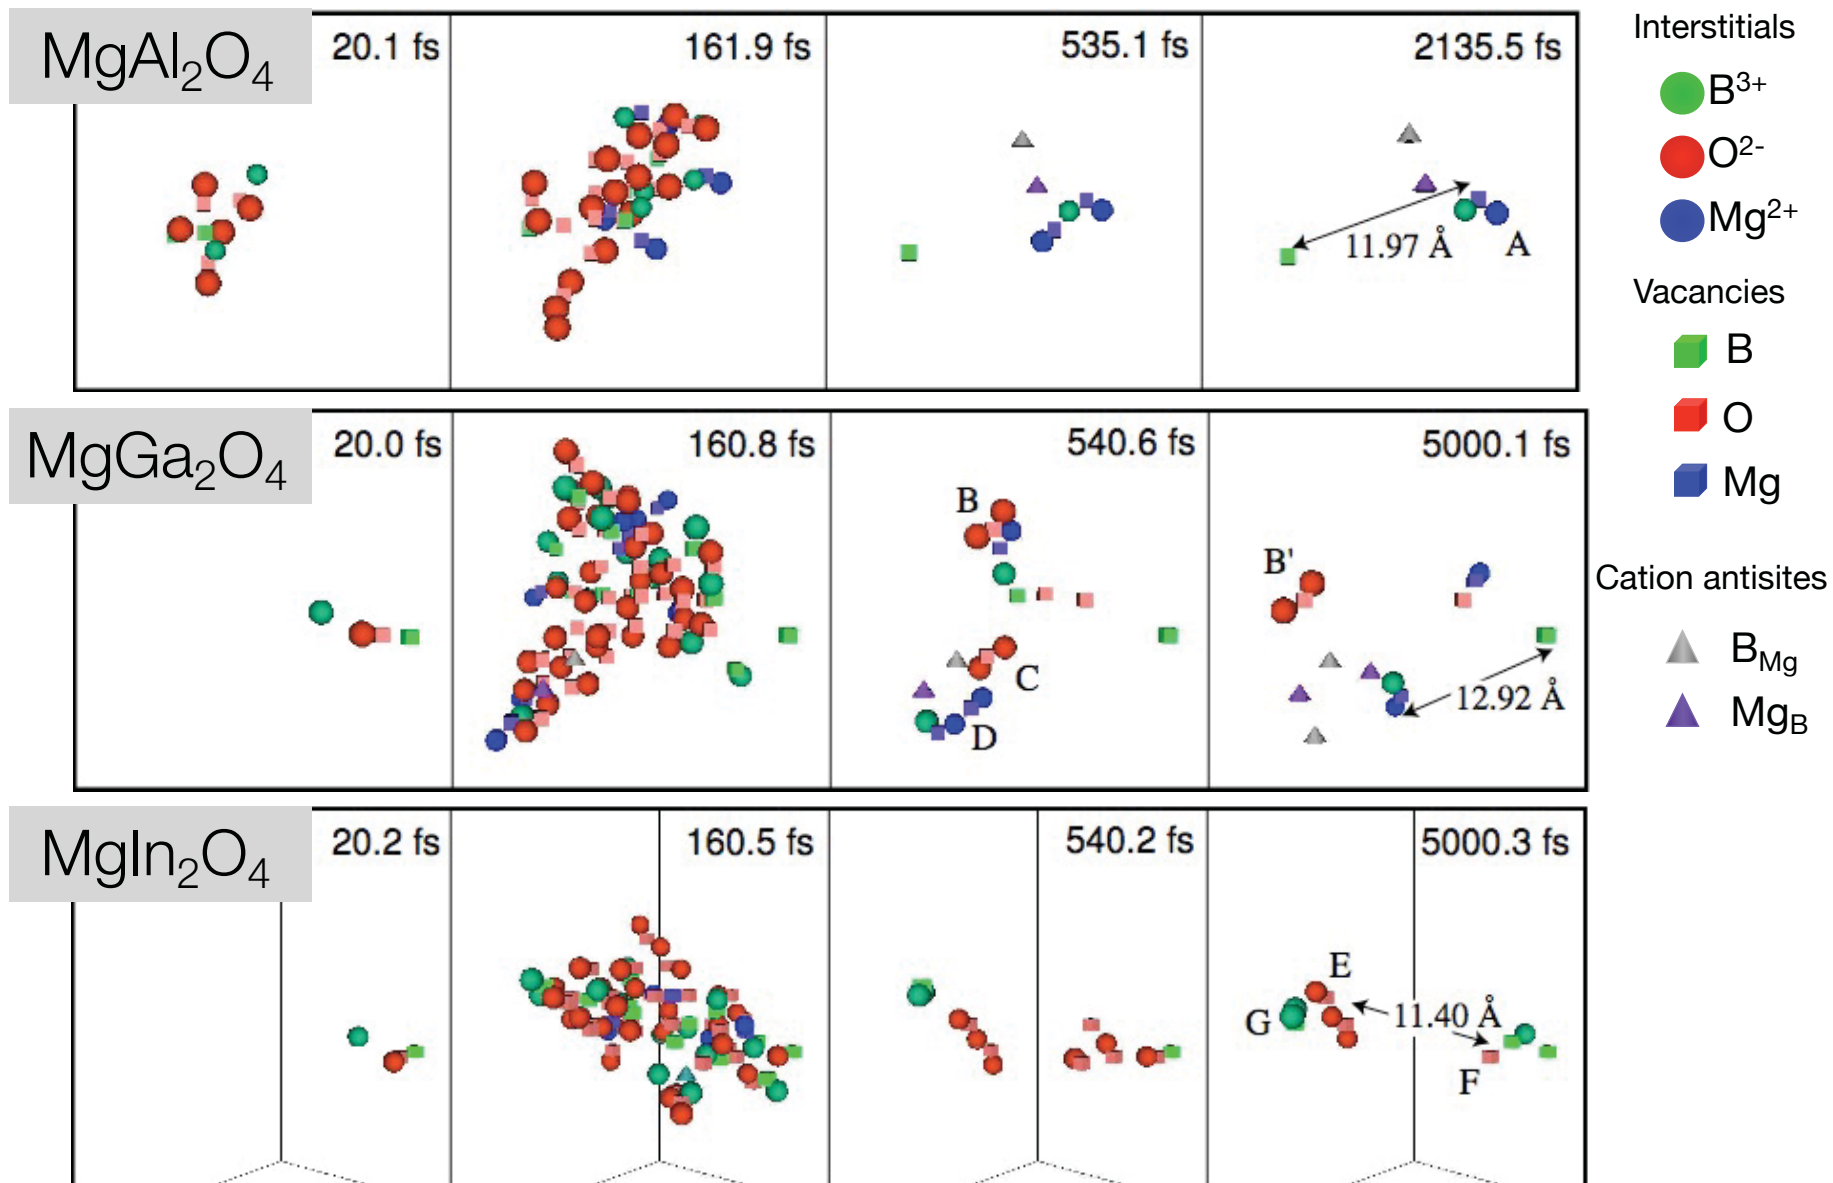 MgAl₂O₄
20.1 fs
161.9 fs
535.1 fs
2135.5 fs
11.97 Å
A
MgGa₂O₄
20.0 fs
160.8 fs
540.6 fs
5000.1 fs
B
C
D
B'
12.92 Å
MgIn₂O₄
20.2 fs
160.5 fs
540.2 fs
5000.3 fs
E
G
11.40 Å
F
Interstitials
B³⁺
O²⁻
Mg²⁺
Vacancies
B
O
Mg
Cation antisites
B_Mg
Mg_B